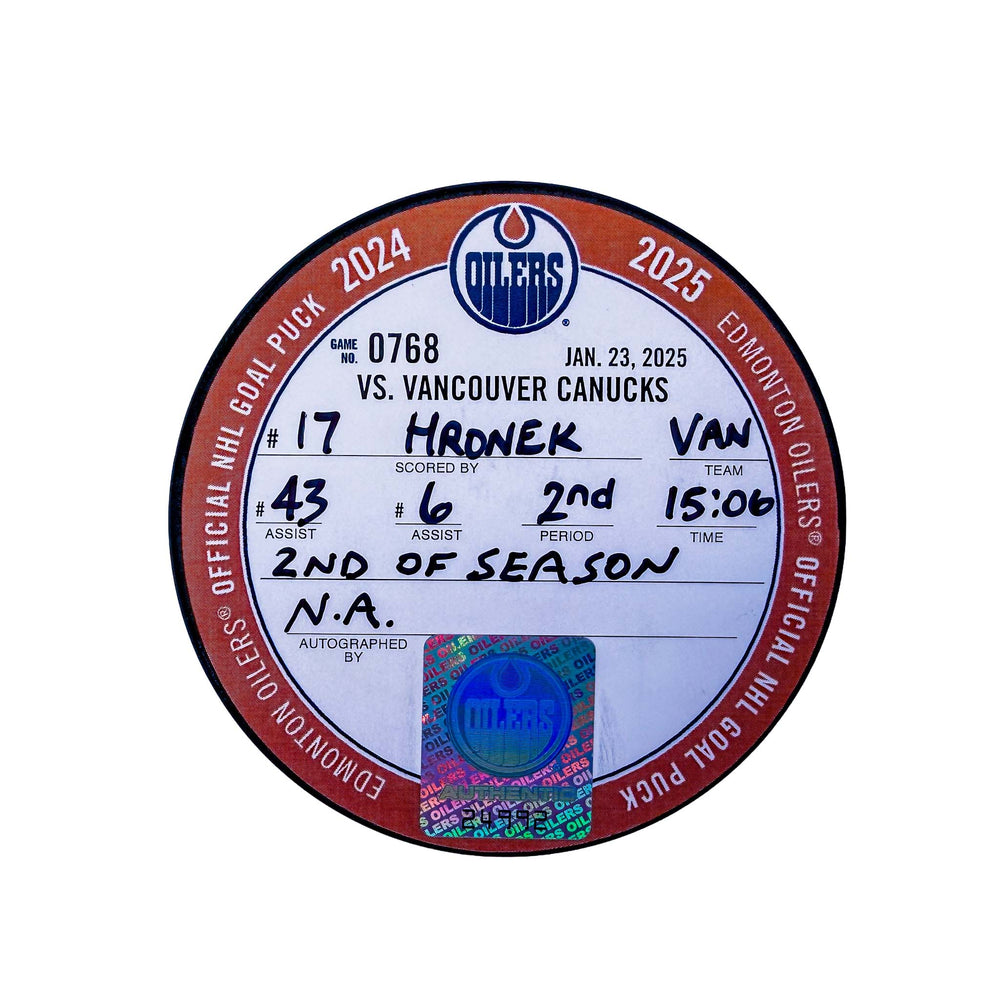 OILERS
®
2024
2025
EDMONTON OILERS® OFFICIAL NHL GOAL PUCK
EDMONTON OILERS® OFFICIAL NHL GOAL PUCK
GAME NO. 0768
JAN. 23, 2025
VS. VANCOUVER CANUCKS
# 17 HRONEK VAN
SCORED BY TEAM
# 43 # 6 2nd 15:06
ASSIST ASSIST PERIOD TIME
2ND OF SEASON
N.A.
AUTOGRAPHED BY
OILERS
AUTHENTIC
24792